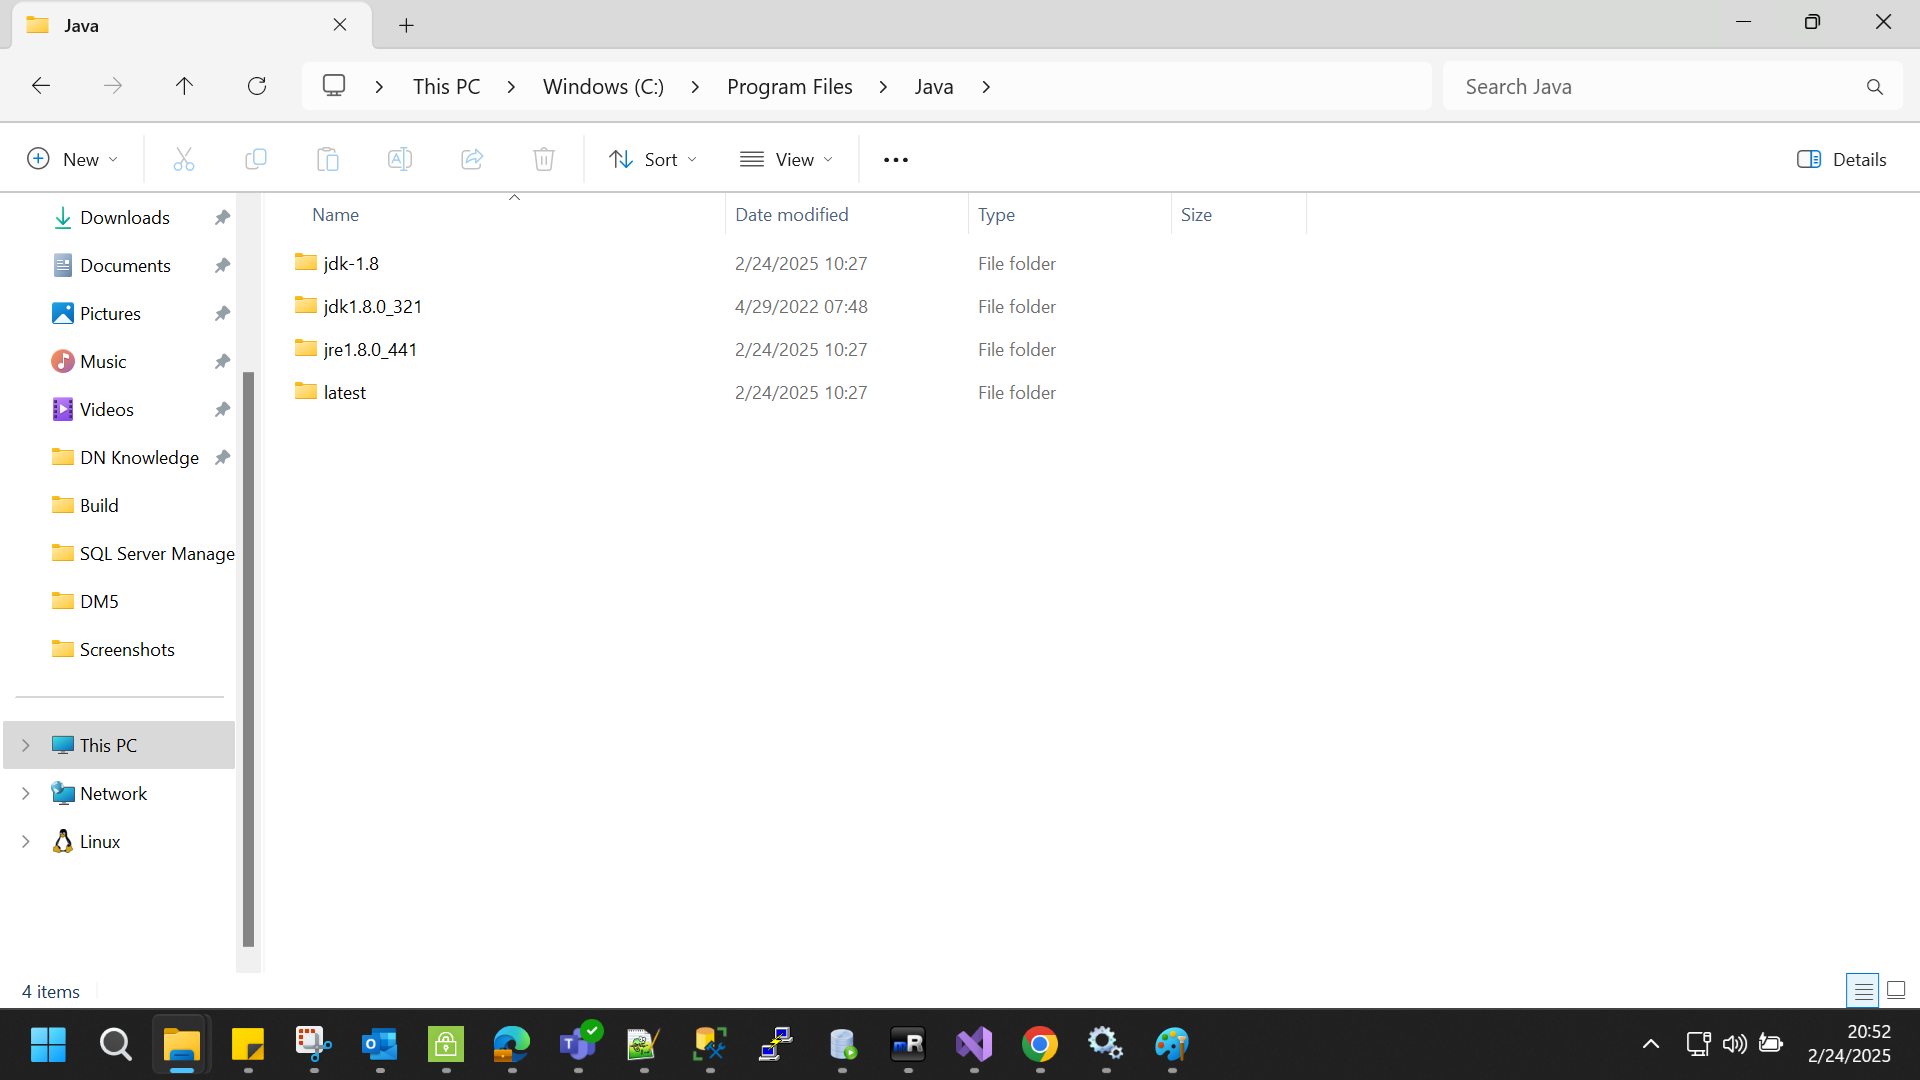 Java
This PC > Windows (C:) > Program Files > Java >
Search Java
New
Sort
View
Details
Name Date modified Type Size
jdk-1.8 2/24/2025 10:27 File folder
jdk1.8.0_321 4/29/2022 07:48 File folder
jre1.8.0_441 2/24/2025 10:27 File folder
latest 2/24/2025 10:27 File folder
Downloads
Documents
Pictures
Music
Videos
DN Knowledge
Build
SQL Server Manage
DM5
Screenshots
This PC
Network
Linux
4 items
mR
20:52
2/24/2025